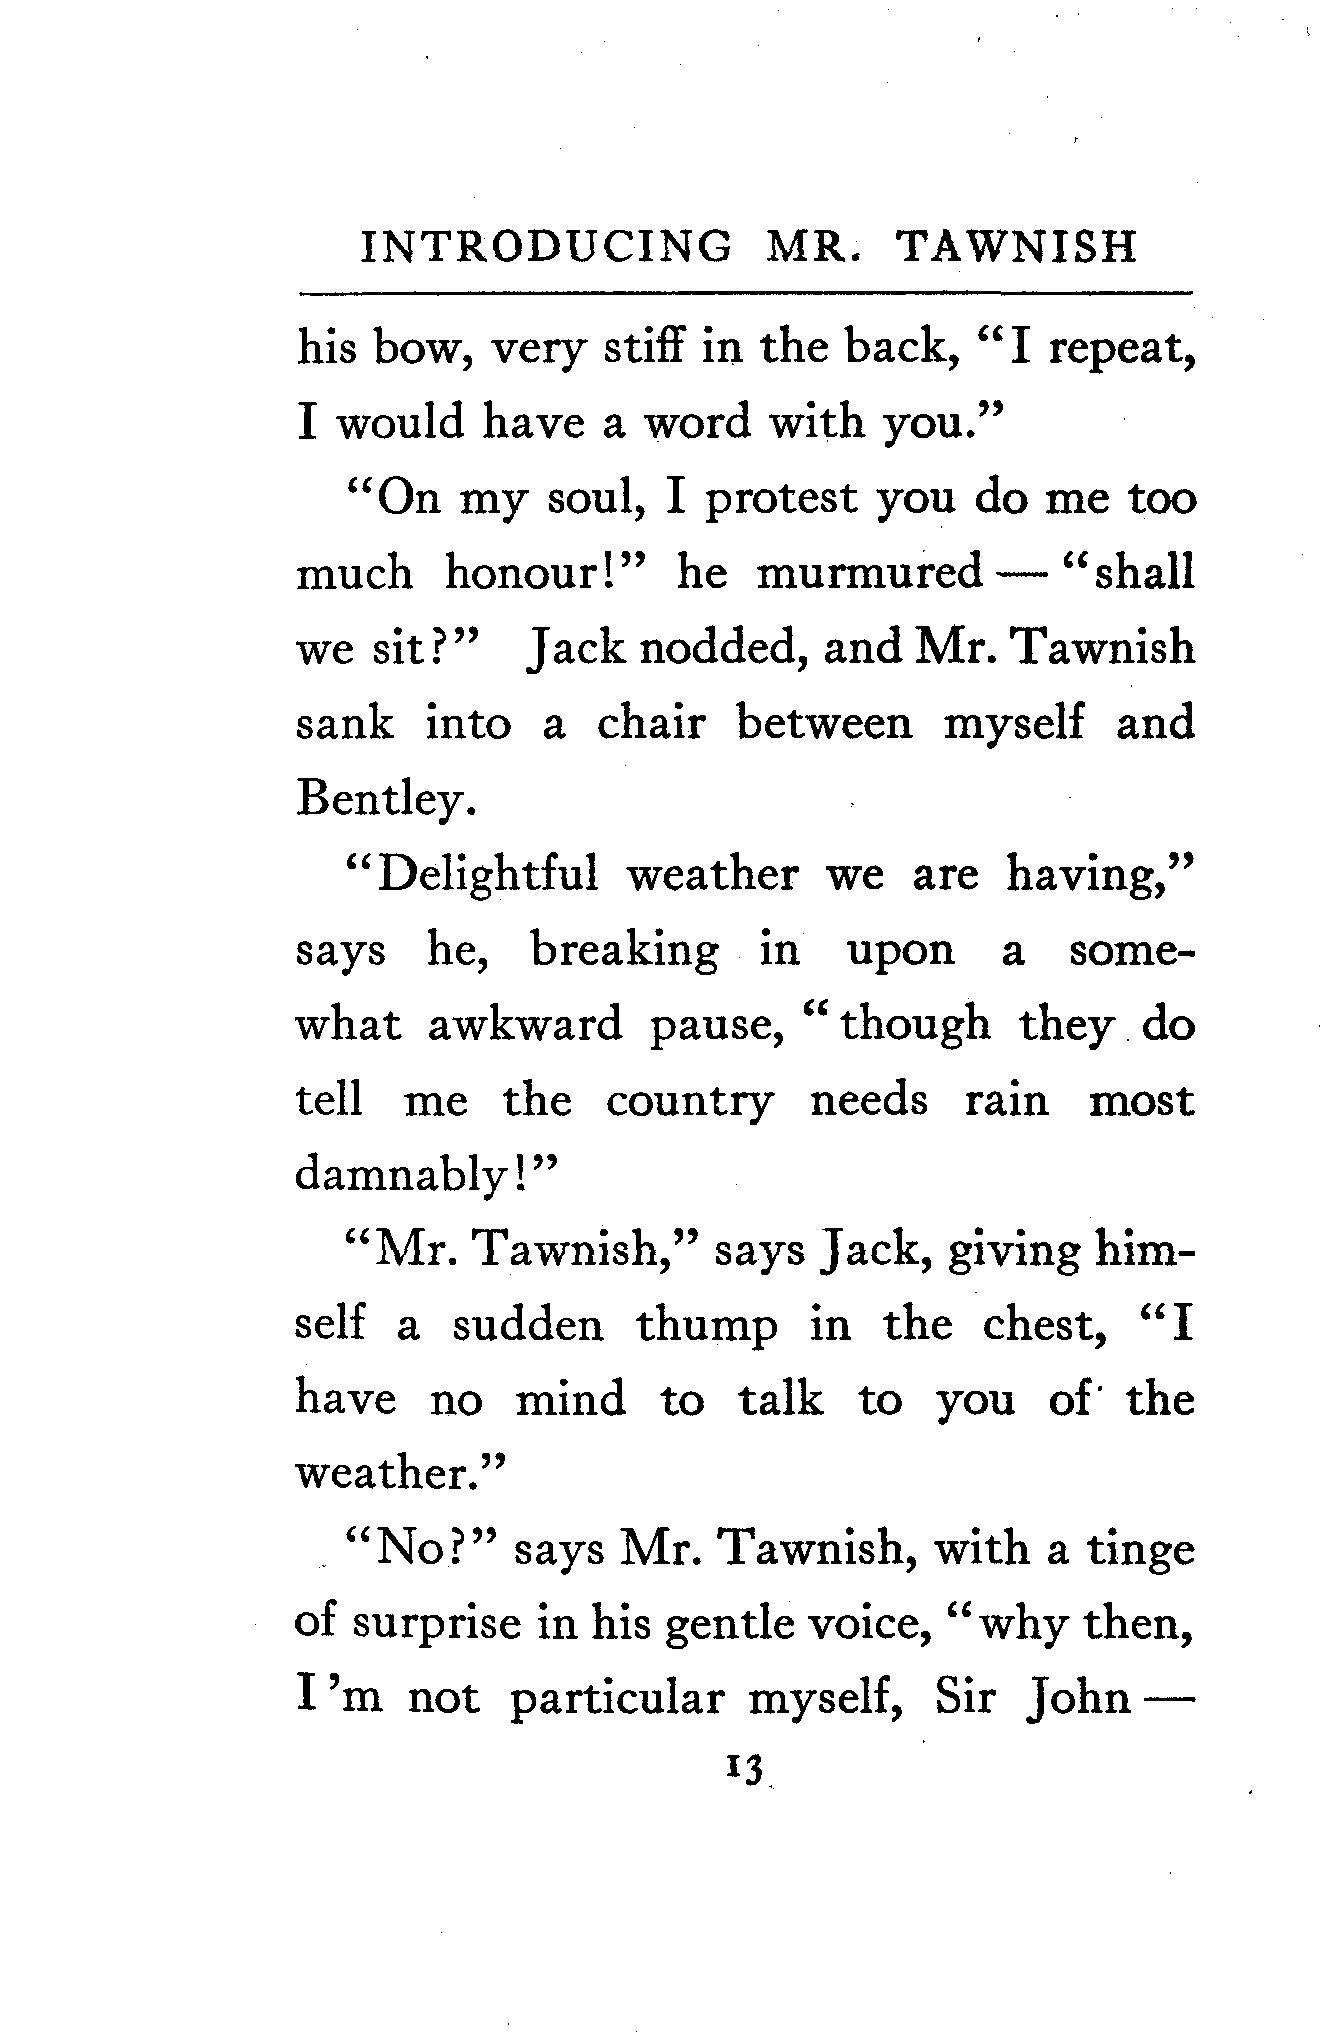 INTRODUCING MR. TAWNISH
his bow, very stiff in the back, "I repeat,
I would have a word with you."
"On my soul, I protest you do me too
much honour!" he murmured — "shall
we sit?" Jack nodded, and Mr. Tawnish
sank into a chair between myself and
Bentley.
"Delightful weather we are having,"
says he, breaking in upon a some-
what awkward pause, "though they do
tell me the country needs rain most
damnably!"
"Mr. Tawnish," says Jack, giving him-
self a sudden thump in the chest, "I
have no mind to talk to you of the
weather."
"No?" says Mr. Tawnish, with a tinge
of surprise in his gentle voice, "why then,
I'm not particular myself, Sir John —
13